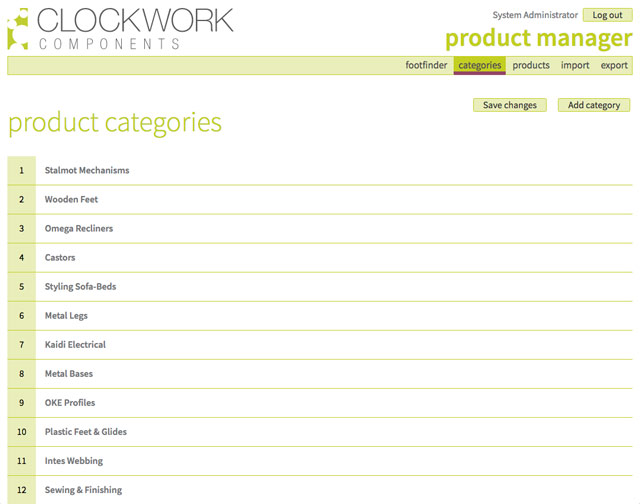 CLOCKWORK
COMPONENTS
System Administrator Log out
product manager
footfinder categories products import export
Save changes Add category
product categories
1 Stalmot Mechanisms
2 Wooden Feet
3 Omega Recliners
4 Castors
5 Styling Sofa-Beds
6 Metal Legs
7 Kaidi Electrical
8 Metal Bases
9 OKE Profiles
10 Plastic Feet & Glides
11 Intes Webbing
12 Sewing & Finishing